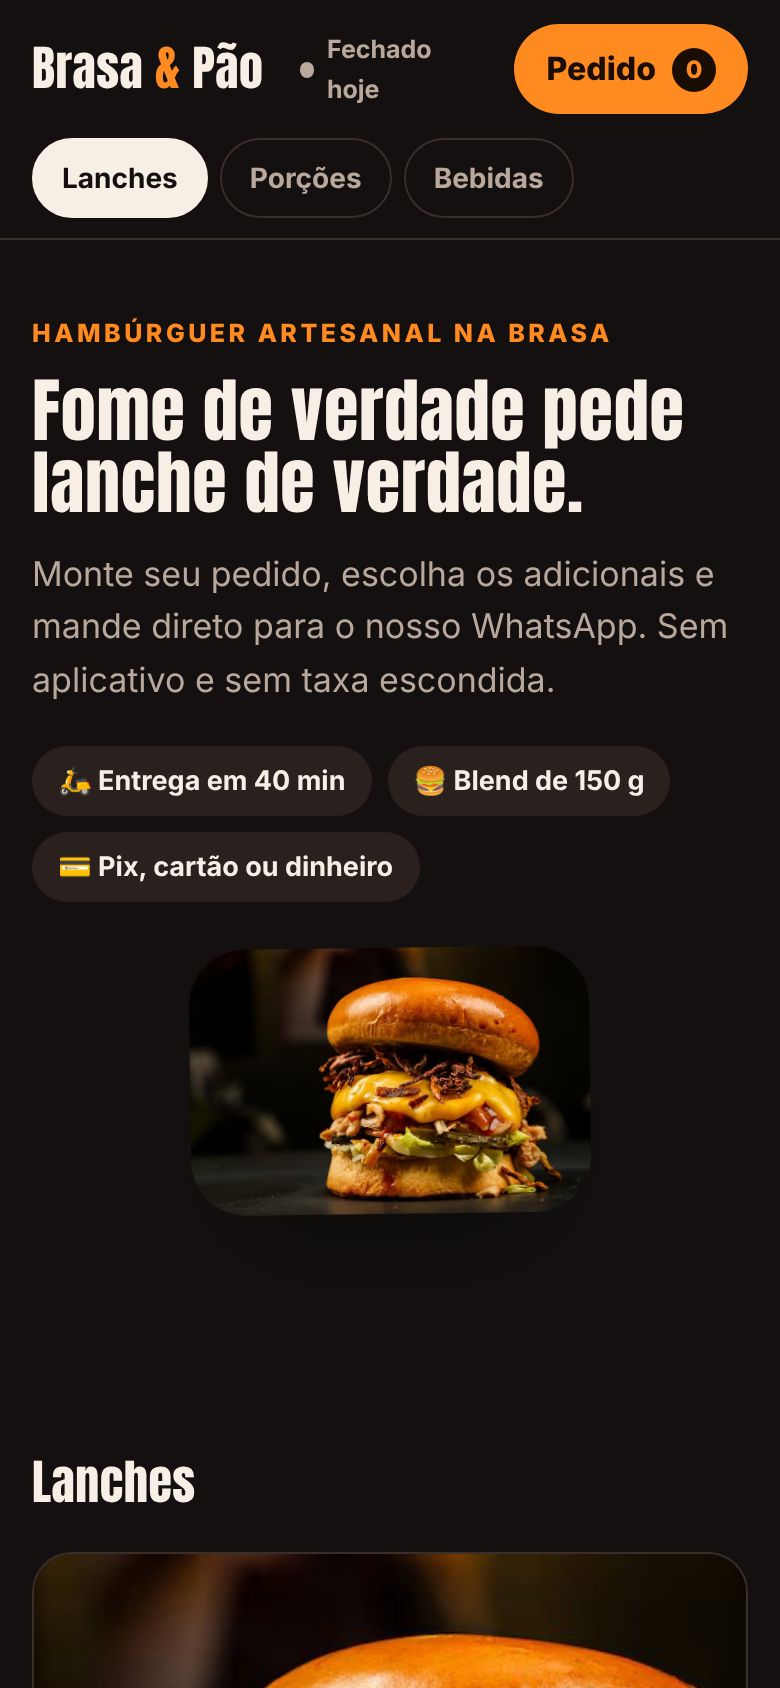 Brasa & Pão
Fechado
hoje
Pedido 0
Lanches
Porções
Bebidas
HAMBÚRGUER ARTESANAL NA BRASA
Fome de verdade pede
lanche de verdade.
Monte seu pedido, escolha os adicionais e
mande direto para o nosso WhatsApp. Sem
aplicativo e sem taxa escondida.
🛵 Entrega em 40 min
🍔 Blend de 150 g
💳 Pix, cartão ou dinheiro
Lanches